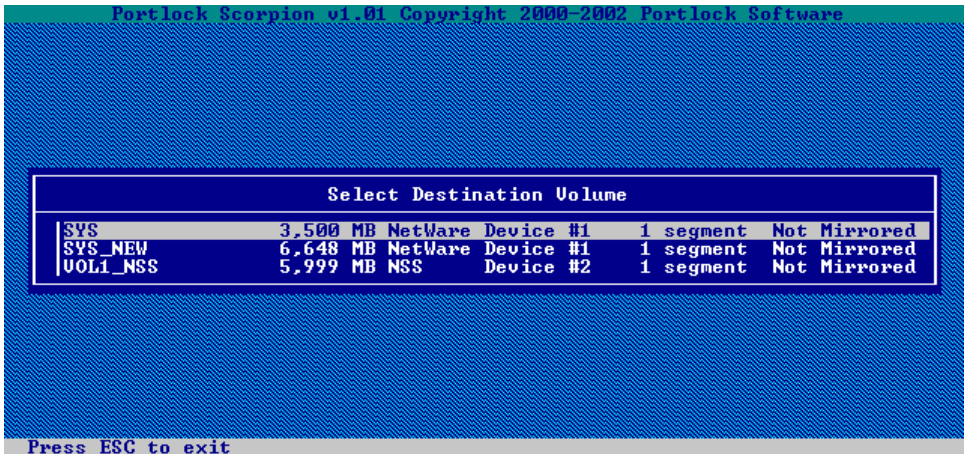 Portlock Scorpion v1.01 Copyright 2000-2002 Portlock Software
Select Destination Volume
SYS 3,500 MB NetWare Device #1 1 segment Not Mirrored
SYS_NEW 6,648 MB NetWare Device #1 1 segment Not Mirrored
VOL1_NSS 5,999 MB NSS Device #2 1 segment Not Mirrored
Press ESC to exit